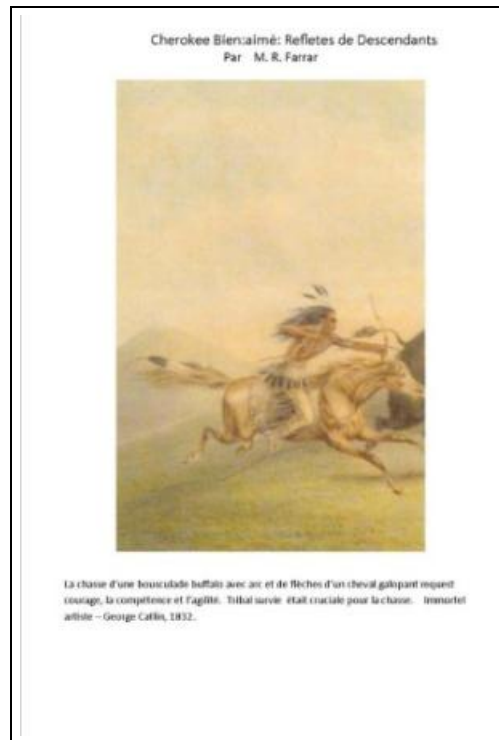 Cherokee Bien:aimé: Refletes de Descendants
Par M. R. Farrar
La chasse d'une bousculade buffalo avec arc et de flèches d'un cheval galopant request
courage, la compétence et l'agilité. Tribal survie était cruciale pour la chasse. Immortel
artiste – George Catlin, 1832.